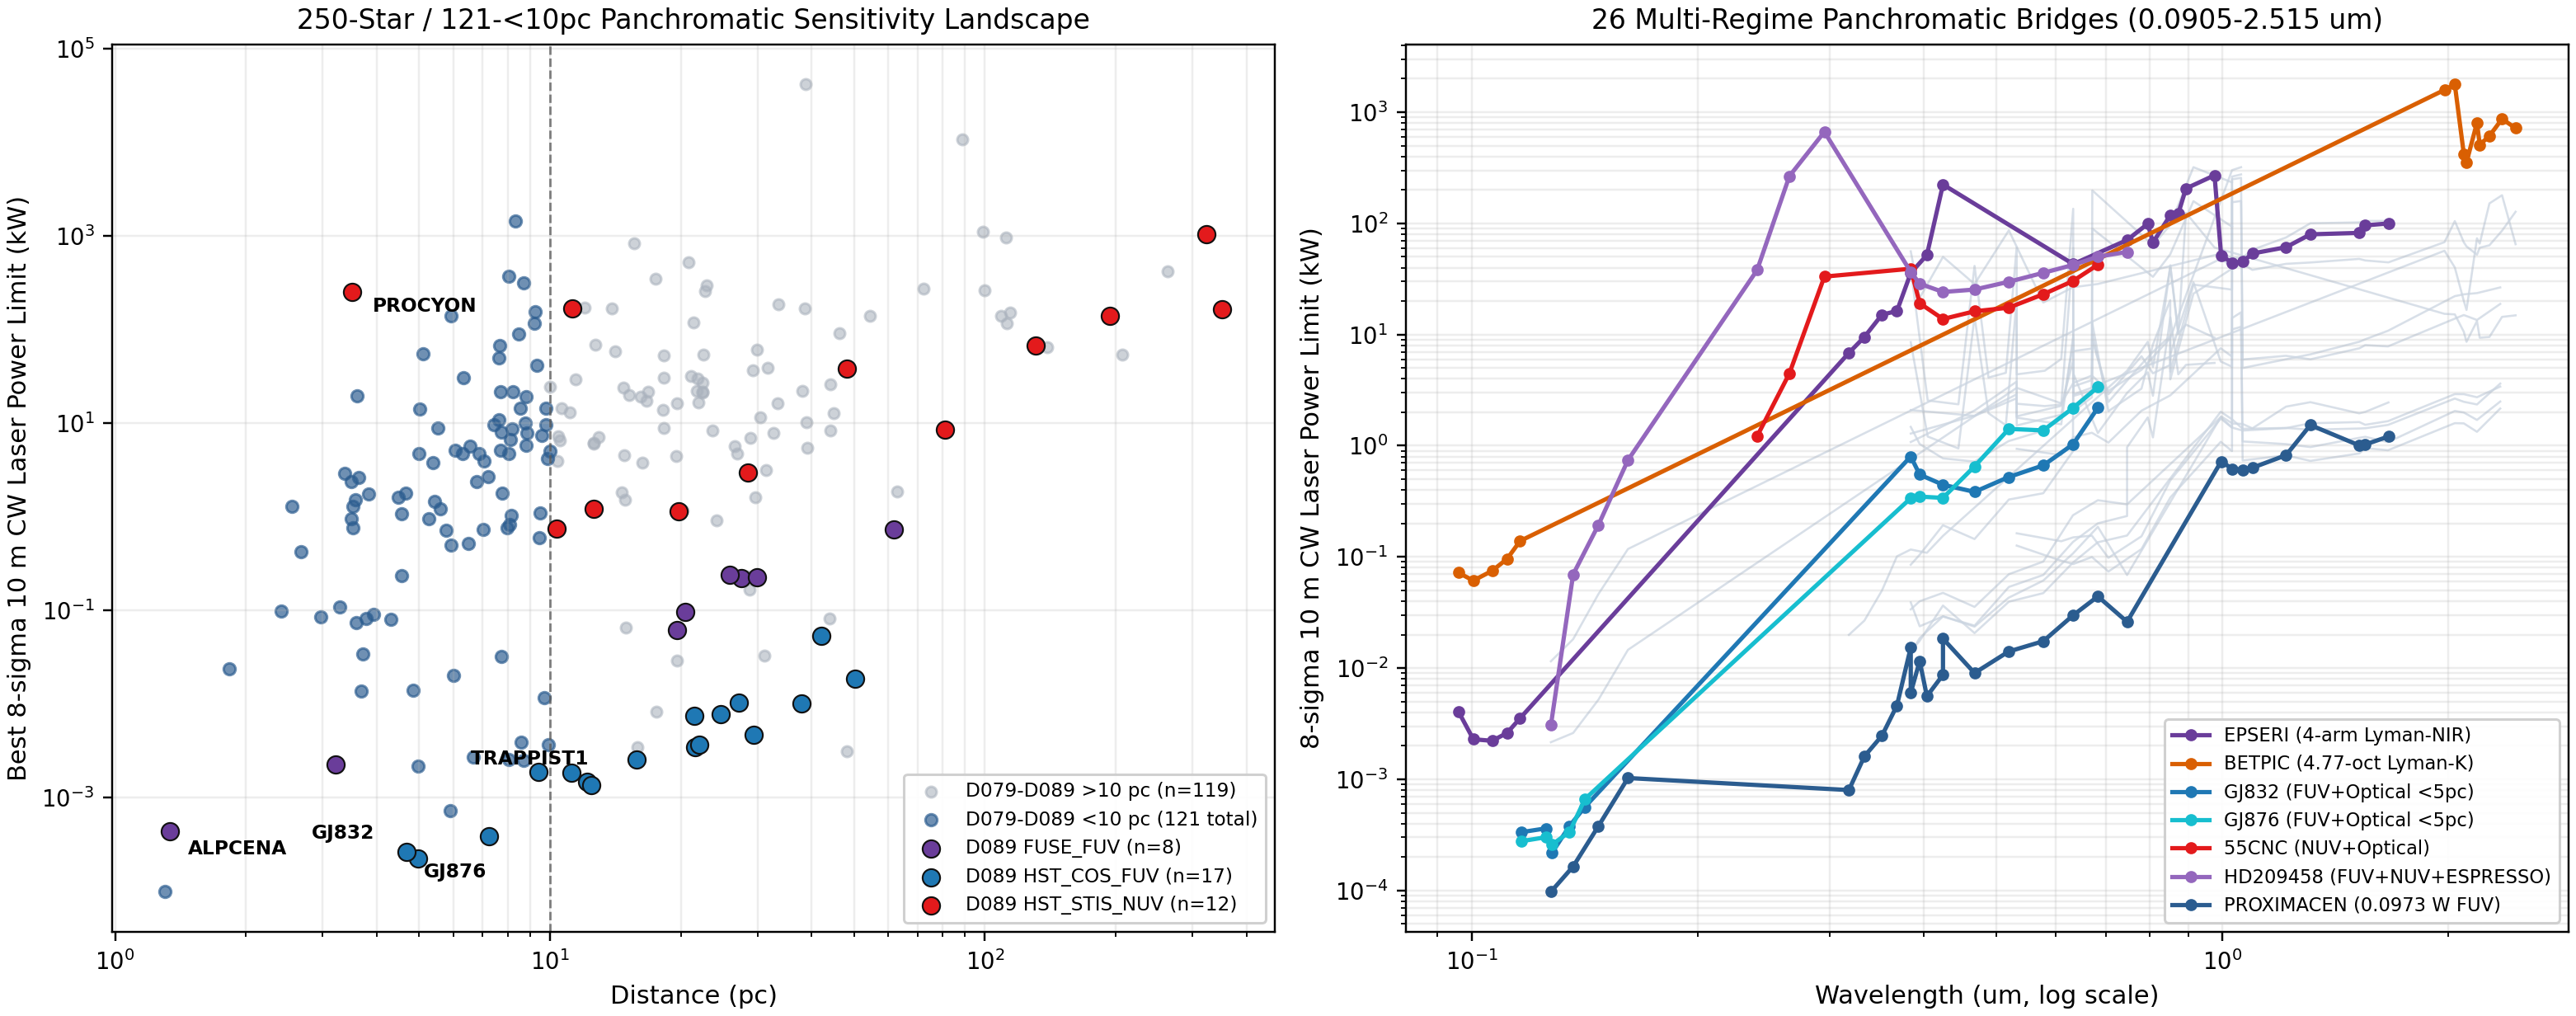 250-Star / 121-<10pc Panchromatic Sensitivity Landscape
Best 8-sigma 10 m CW Laser Power Limit (kW)
10^5
10^3
10^1
10^-1
10^-3
PROCYON
TRAPPIST1
GJ832
ALPCENA
GJ876
D079-D089 >10 pc (n=119)
D079-D089 <10 pc (121 total)
D089 FUSE_FUV (n=8)
D089 HST_COS_FUV (n=17)
D089 HST_STIS_NUV (n=12)
10^0
10^1
10^2
Distance (pc)
26 Multi-Regime Panchromatic Bridges (0.0905-2.515 um)
8-sigma 10 m CW Laser Power Limit (kW)
10^3
10^2
10^1
10^0
10^-1
10^-2
10^-3
10^-4
EPSERI (4-arm Lyman-NIR)
BETPIC (4.77-oct Lyman-K)
GJ832 (FUV+Optical <5pc)
GJ876 (FUV+Optical <5pc)
55CNC (NUV+Optical)
HD209458 (FUV+NUV+ESPRESSO)
PROXIMACEN (0.0973 W FUV)
10^-1
10^0
Wavelength (um, log scale)